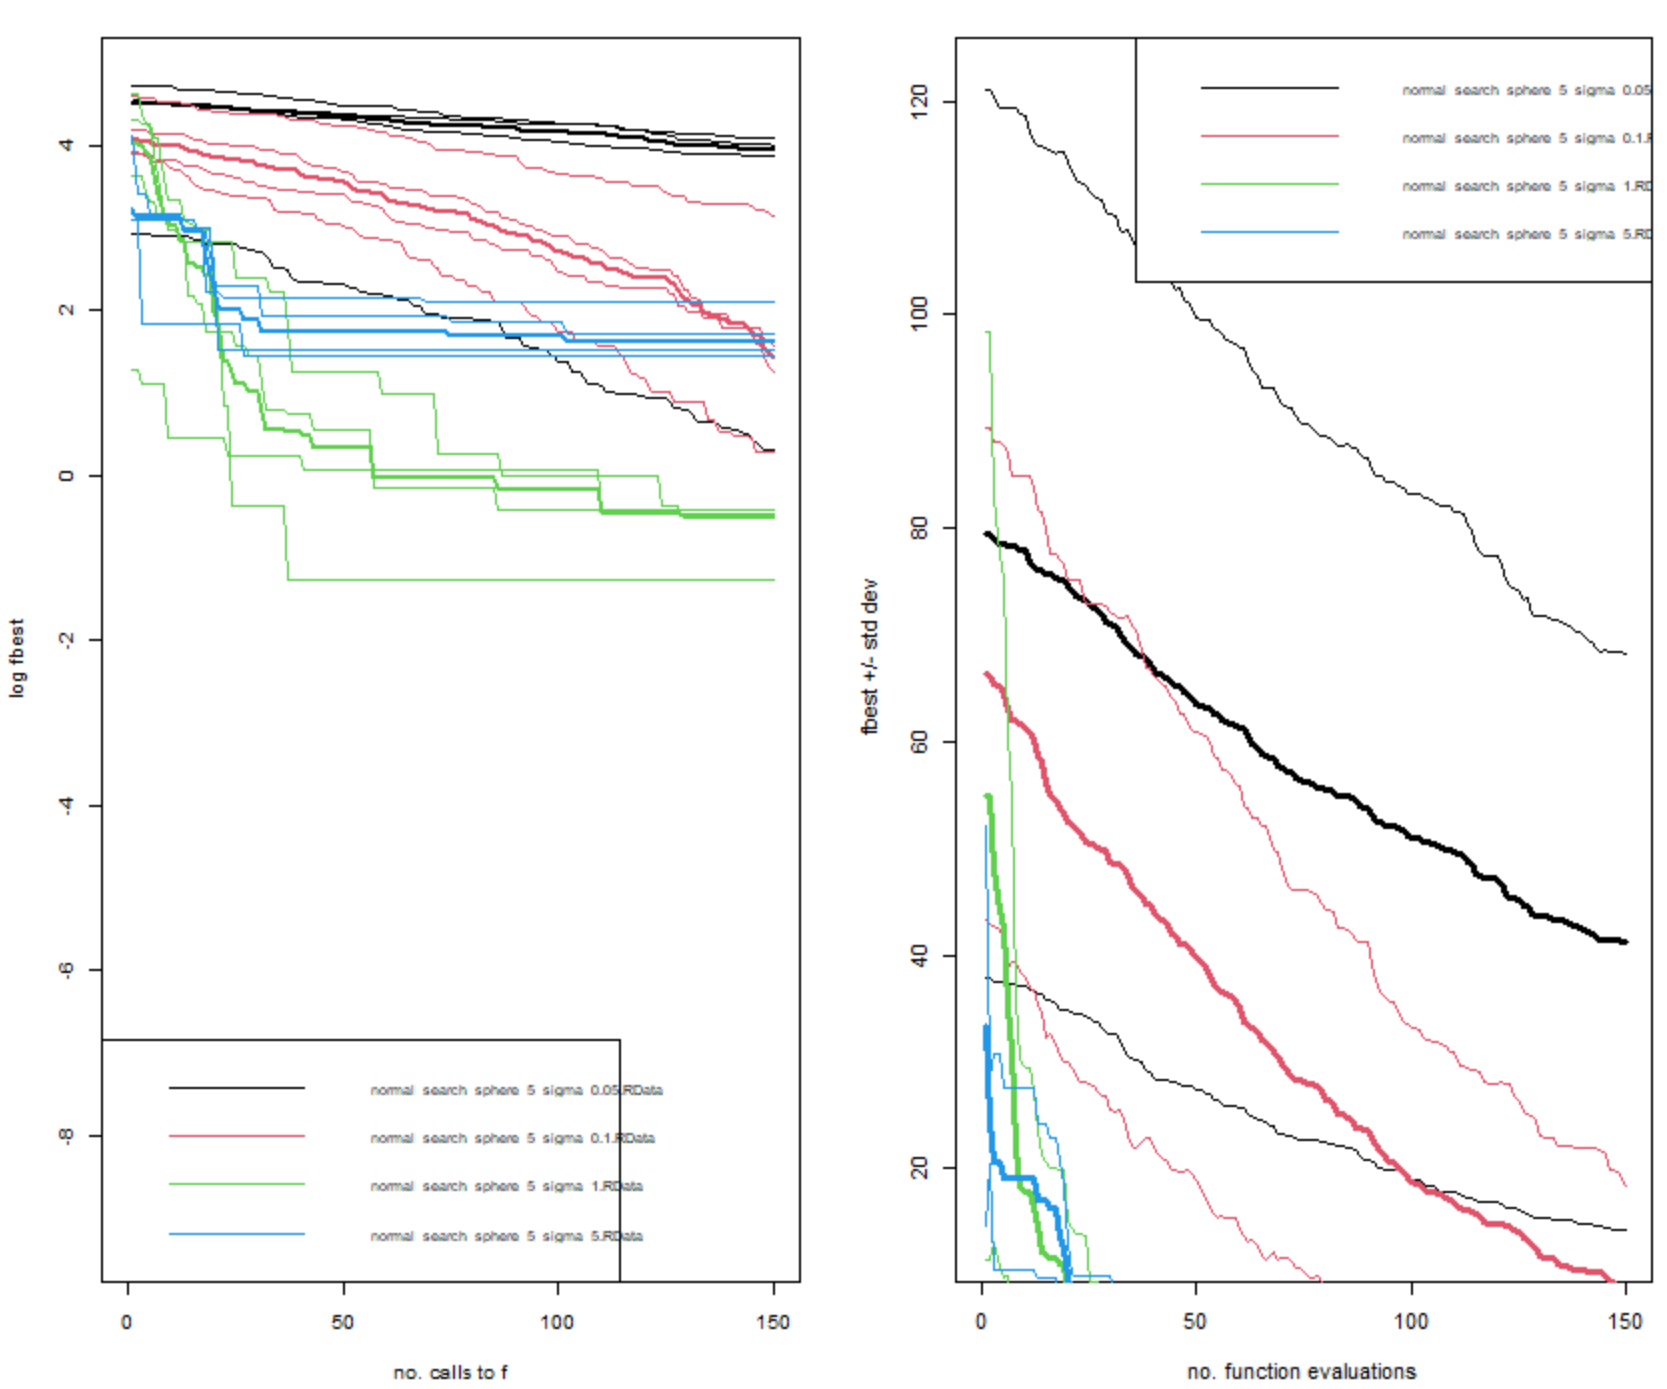 4
2
0
-2
-4
-6
-8
log fbest
normal search sphere 5 sigma 0.05.RData
normal search sphere 5 sigma 0.1.RData
normal search sphere 5 sigma 1.RData
normal search sphere 5 sigma 5.RData
0 50 100 150
no. calls to f
120
100
80
60
40
20
fbest +/- std dev
normal search sphere 5 sigma 0.05
normal search sphere 5 sigma 0.1.R
normal search sphere 5 sigma 1.RD
normal search sphere 5 sigma 5.RD
0 50 100 150
no. function evaluations